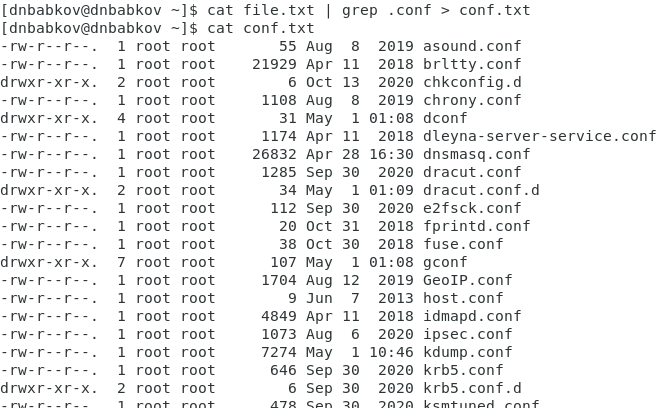 [dnbabkov@dnbabkov ~]$ cat file.txt | grep .conf > conf.txt
[dnbabkov@dnbabkov ~]$ cat conf.txt
-rw-r--r--.  1 root root       55 Aug  8  2019 asound.conf
-rw-r--r--.  1 root root    21929 Apr 11  2018 brltty.conf
drwxr-xr-x.  2 root root        6 Oct 13  2020 chkconfig.d
-rw-r--r--.  1 root root     1108 Aug  8  2019 chrony.conf
drwxr-xr-x.  4 root root       31 May  1 01:08 dconf
-rw-r--r--.  1 root root     1174 Apr 11  2018 dleyna-server-service.conf
-rw-r--r--.  1 root root    26832 Apr 28 16:30 dnsmasq.conf
-rw-r--r--.  1 root root     1285 Sep 30  2020 dracut.conf
drwxr-xr-x.  2 root root       34 May  1 01:09 dracut.conf.d
-rw-r--r--.  1 root root      112 Sep 30  2020 e2fsck.conf
-rw-r--r--.  1 root root       20 Oct 31  2018 fprintd.conf
-rw-r--r--.  1 root root       38 Oct 30  2018 fuse.conf
drwxr-xr-x.  7 root root      107 May  1 01:08 gconf
-rw-r--r--.  1 root root     1704 Aug 12  2019 GeoIP.conf
-rw-r--r--.  1 root root        9 Jun  7  2013 host.conf
-rw-r--r--.  1 root root     4849 Apr 11  2018 idmapd.conf
-rw-r--r--.  1 root root     1073 Aug  6  2020 ipsec.conf
-rw-r--r--.  1 root root     7274 May  1 10:46 kdump.conf
-rw-r--r--.  1 root root      646 Sep 30  2020 krb5.conf
drwxr-xr-x.  2 root root        6 Sep 30  2020 krb5.conf.d
-rw-r--r--.  1 root root      478 Sep 30  2020 ksmtuned.conf